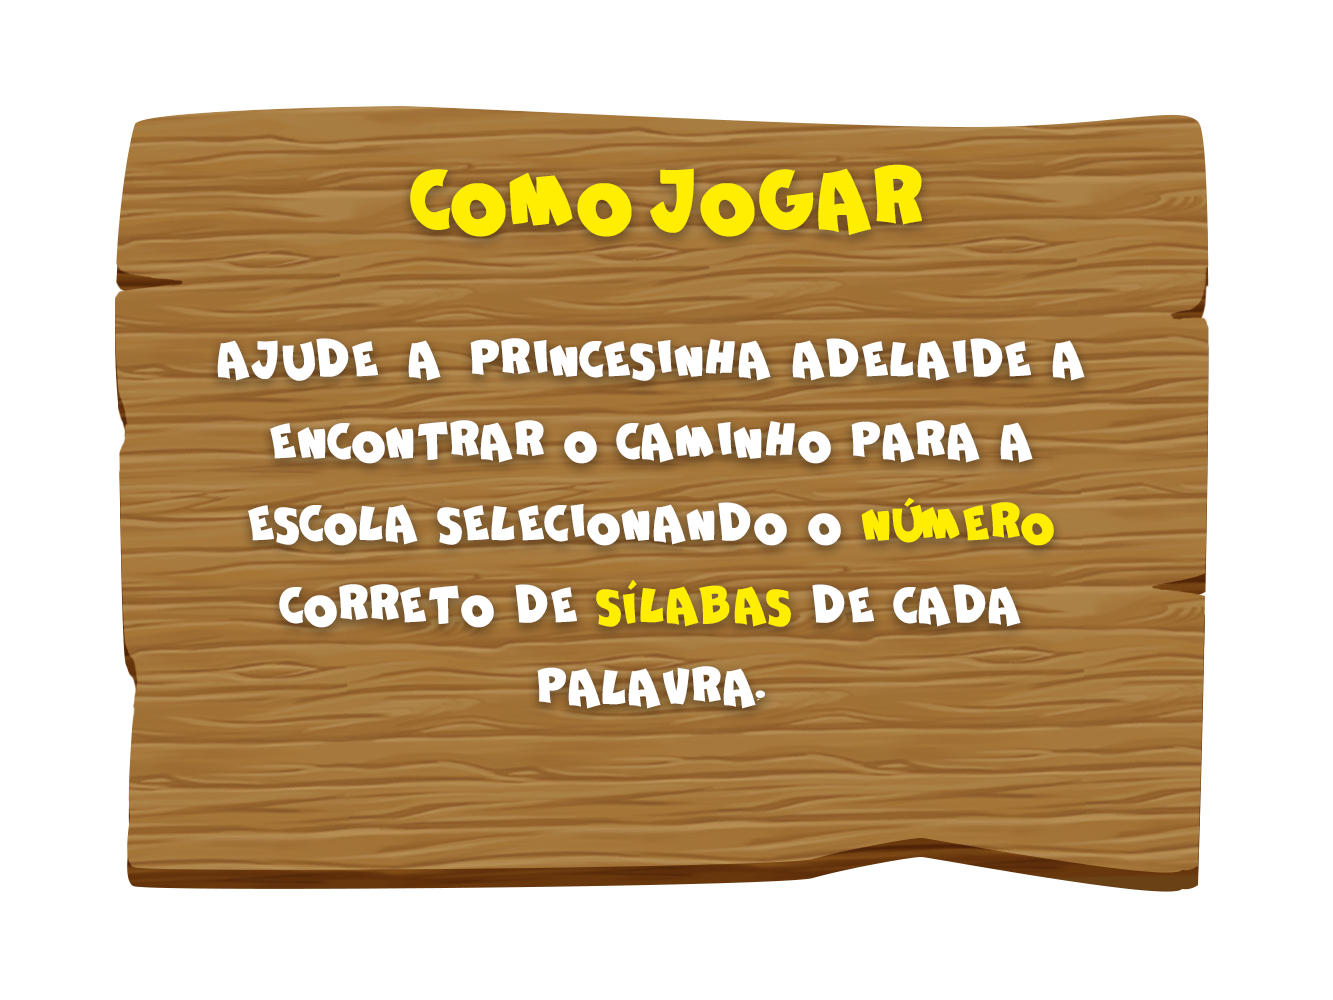 COMO JOGAR
AJUDE A PRINCESINHA ADELAIDE A
ENCONTRAR O CAMINHO PARA A
ESCOLA SELECIONANDO O NÚMERO
CORRETO DE SÍLABAS DE CADA
PALAVRA.